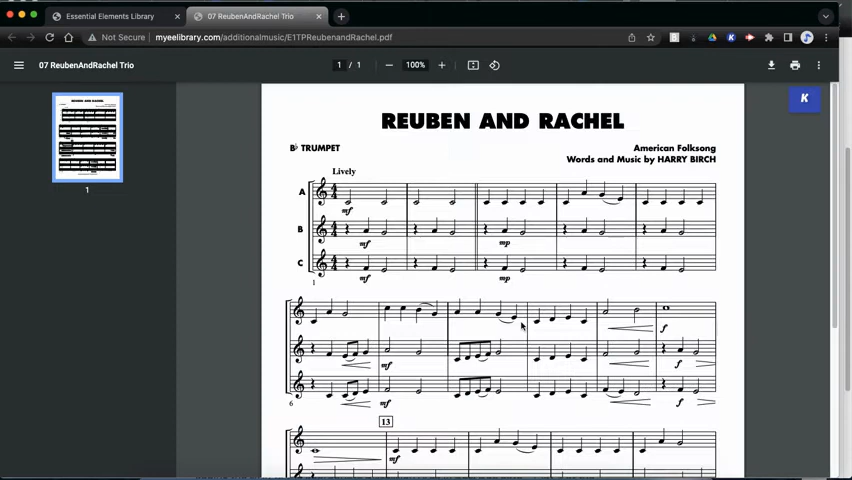 Essential Elements Library
07 ReubenAndRachel Trio
Not Secure
myeelibrary.com/additionalmusic/E1TPReubenandRachel.pdf
07 ReubenAndRachel Trio
1 / 1
100%
1
K
REUBEN AND RACHEL
B♭ TRUMPET
American Folksong
Words and Music by HARRY BIRCH
Lively
A
mf
B
mf
mp
C
mf
mp
1
f
mf
f
mf
f
6
13
mf